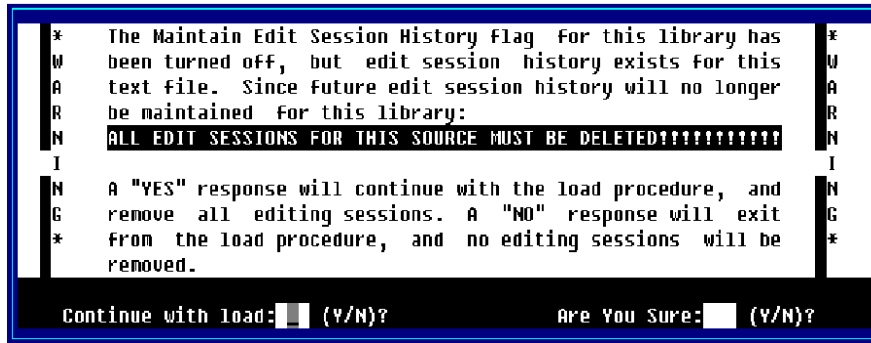 * The Maintain Edit Session History flag for this library has *
W been turned off, but edit session history exists for this W
A text file. Since future edit session history will no longer A
R be maintained for this library: R
N ALL EDIT SESSIONS FOR THIS SOURCE MUST BE DELETED!!!!!!!!!!! N
I I
N A "YES" response will continue with the load procedure, and N
G remove all editing sessions. A "NO" response will exit G
* from the load procedure, and no editing sessions will be *
removed.
Continue with load: _ (Y/N)? Are You Sure: (Y/N)?